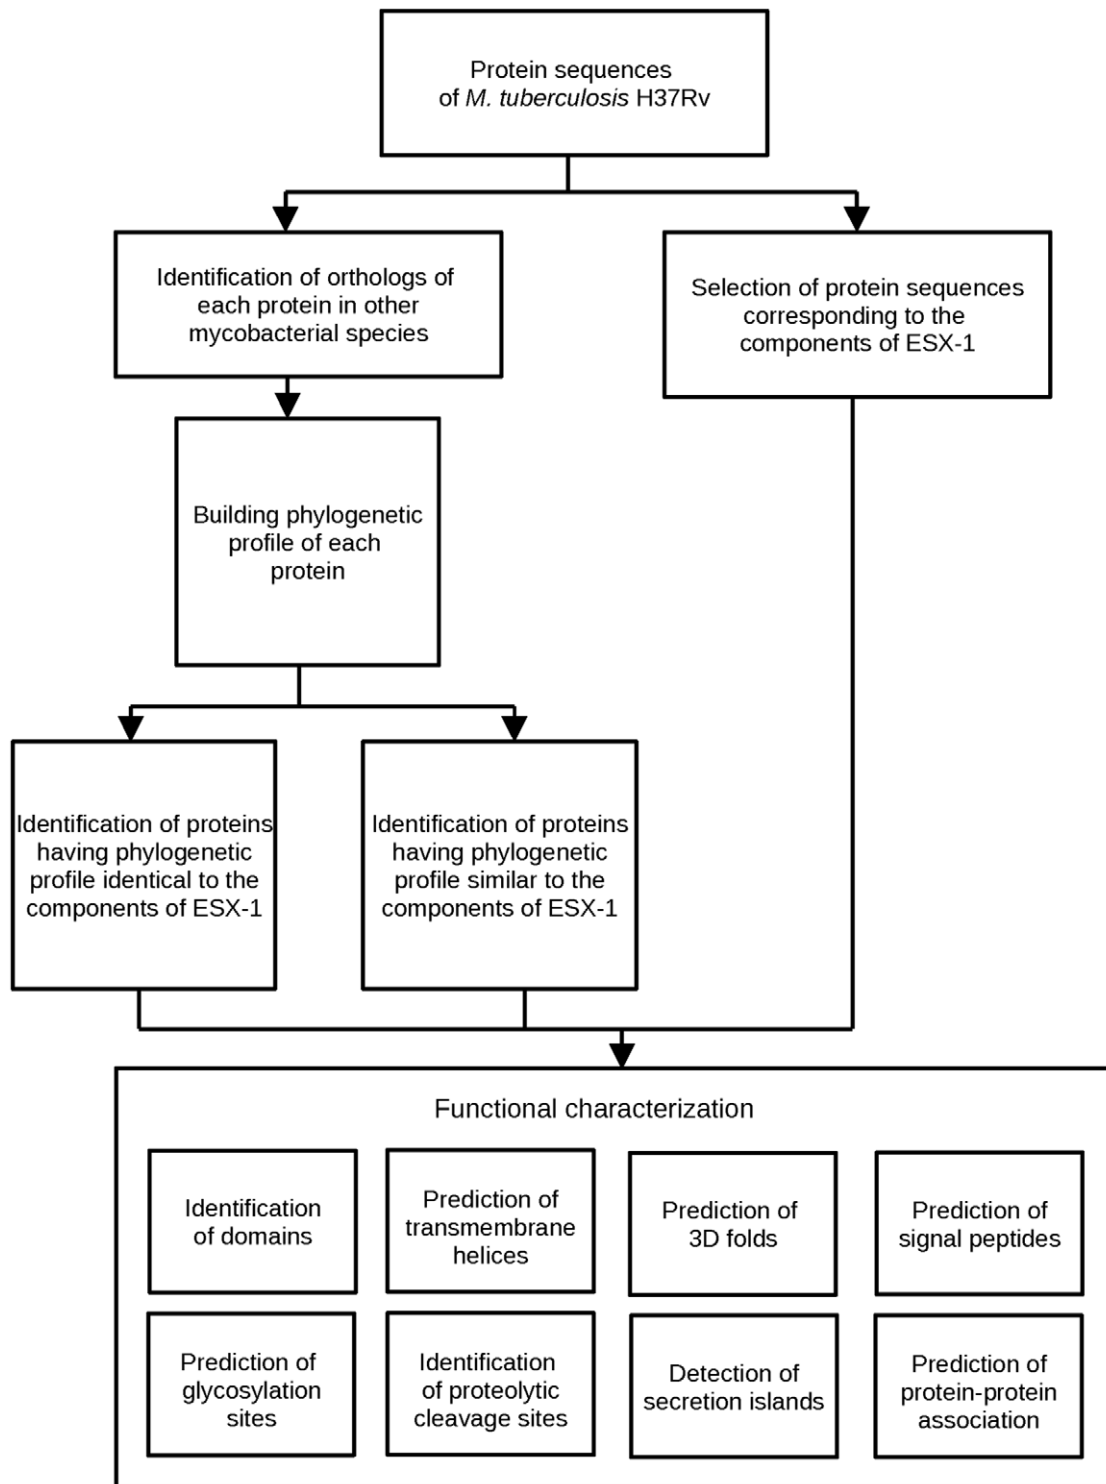 Protein sequences
of M. tuberculosis H37Rv
Identification of orthologs of
each protein in other
mycobacterial species
Selection of protein sequences
corresponding to the
components of ESX-1
Building phylogenetic
profile of each
protein
Identification of proteins
having phylogenetic
profile identical to the
components of ESX-1
Identification of proteins
having phylogenetic
profile similar to the
components of ESX-1
Functional characterization
Identification
of domains
Prediction of
transmembrane
helices
Prediction of
3D folds
Prediction of
signal peptides
Prediction of
glycosylation
sites
Identification
of proteolytic
cleavage sites
Detection of
secretion islands
Prediction of
protein-protein
association